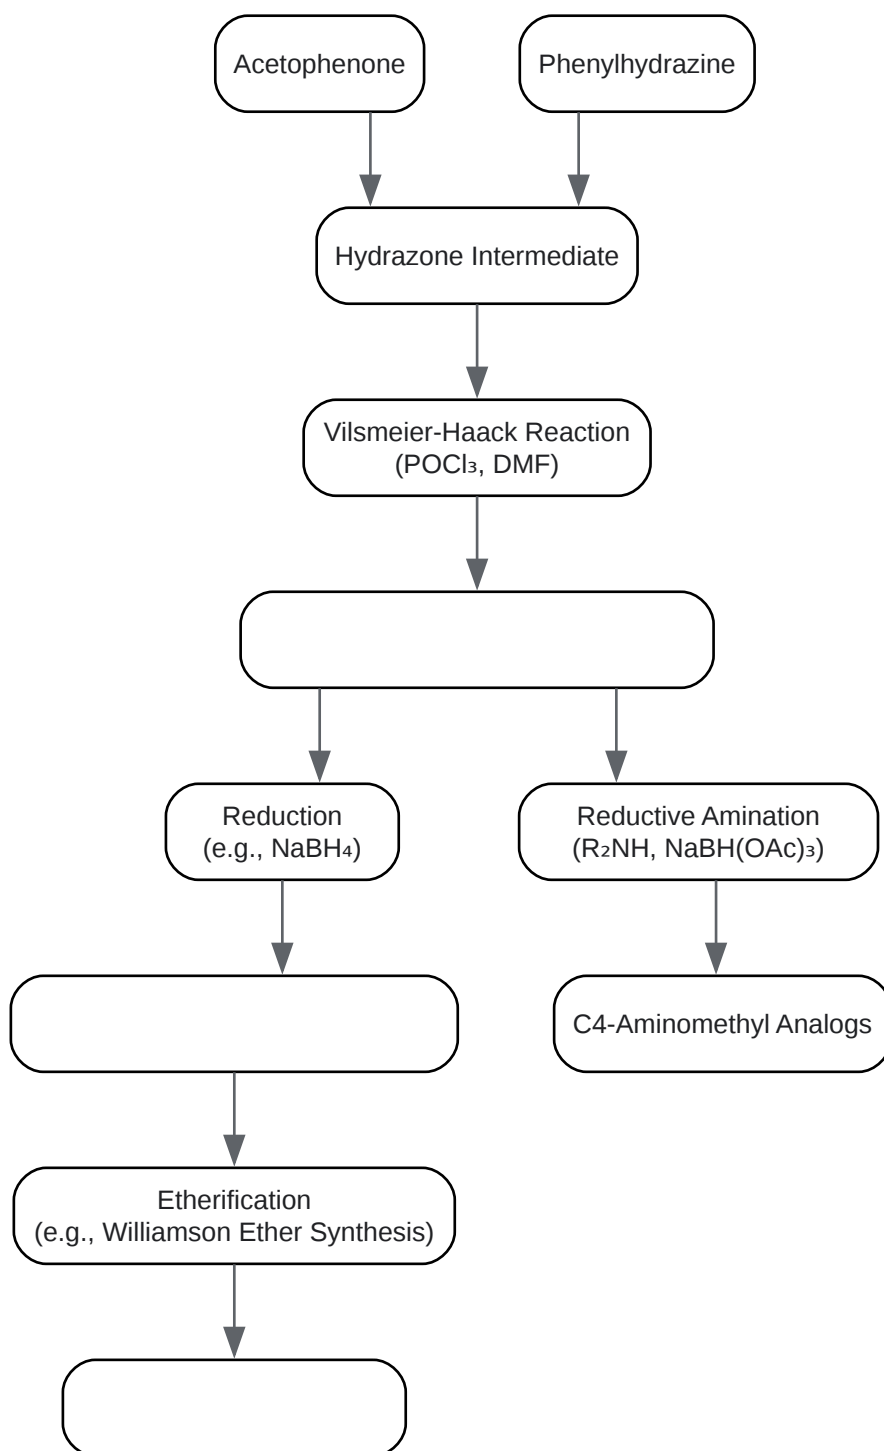 Acetophenone
Phenylhydrazine
Hydrazone Intermediate
Vilsmeier-Haack Reaction
(POCl₃, DMF)
Reduction
(e.g., NaBH₄)
Reductive Amination
(R₂NH, NaBH(OAc)₃)
C4-Aminomethyl Analogs
Etherification
(e.g., Williamson Ether Synthesis)